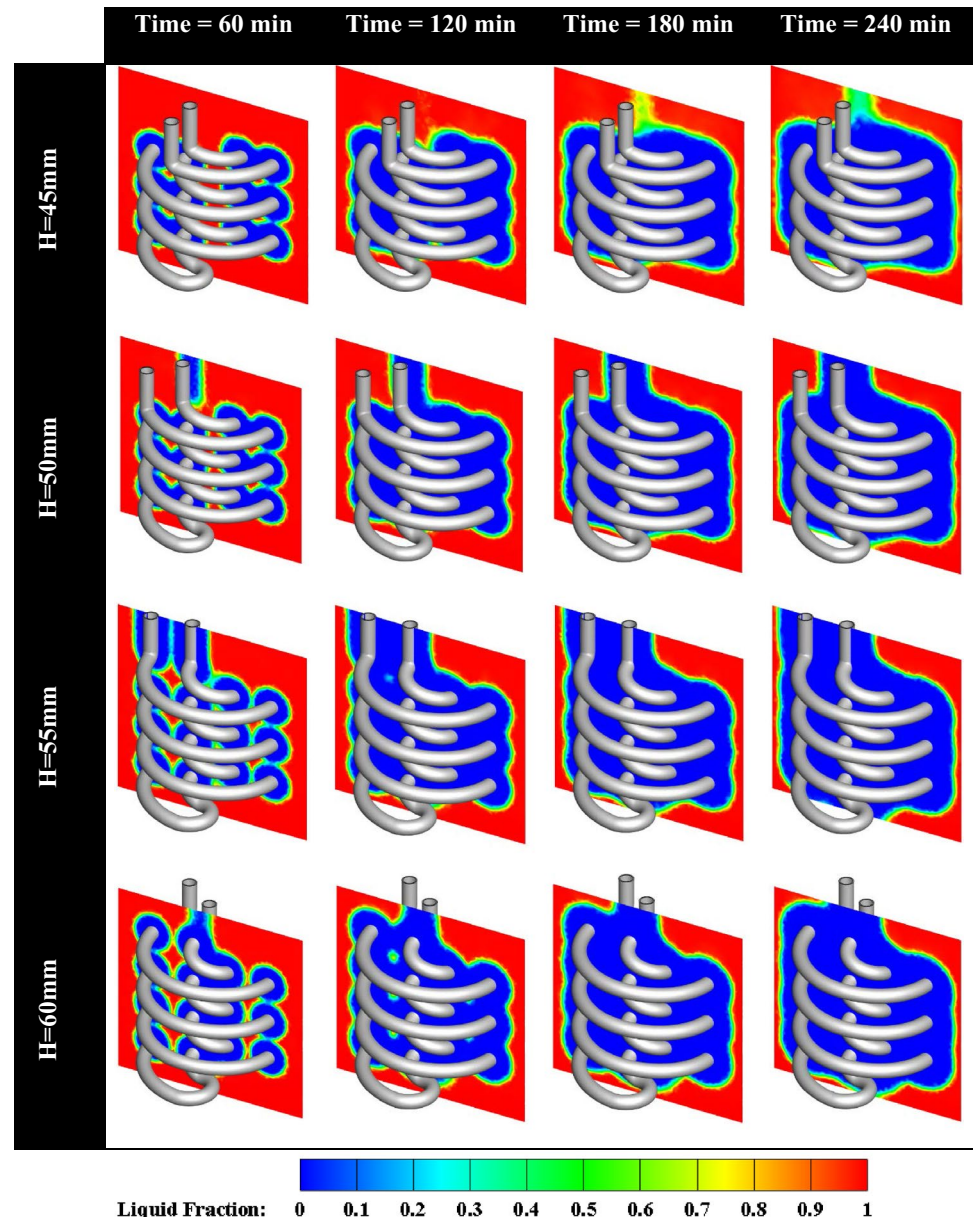 Time = 60 min Time = 120 min Time = 180 min Time = 240 min
H=45mm
H=50mm
H=55mm
H=60mm
Liquid Fraction: 0 0.1 0.2 0.3 0.4 0.5 0.6 0.7 0.8 0.9 1